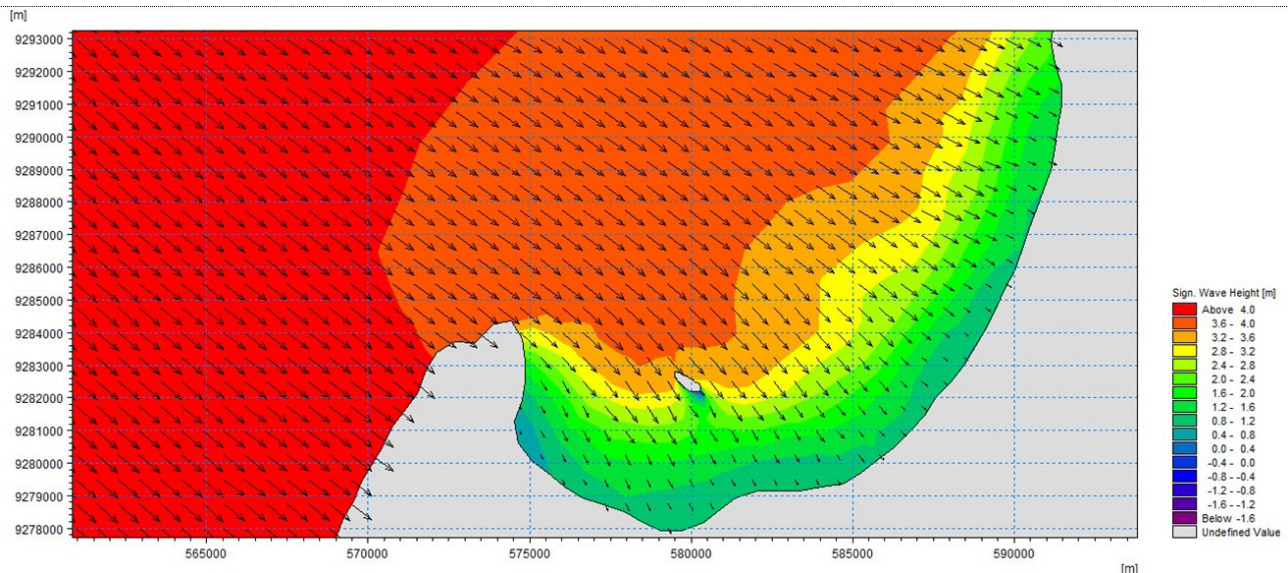 [m]
9293000
9292000
9291000
9290000
9289000
9288000
9287000
9286000
9285000
9284000
9283000
9282000
9281000
9280000
9279000
9278000
565000 570000 575000 580000 585000 590000
[m]
Sign. Wave Height [m]
Above 4.0
3.6 - 4.0
3.2 - 3.6
2.8 - 3.2
2.4 - 2.8
2.0 - 2.4
1.6 - 2.0
1.2 - 1.6
0.8 - 1.2
0.4 - 0.8
0.0 - 0.4
-0.4 - 0.0
-0.8 - -0.4
-1.2 - -0.8
-1.6 - -1.2
Below -1.6
Undefined Value